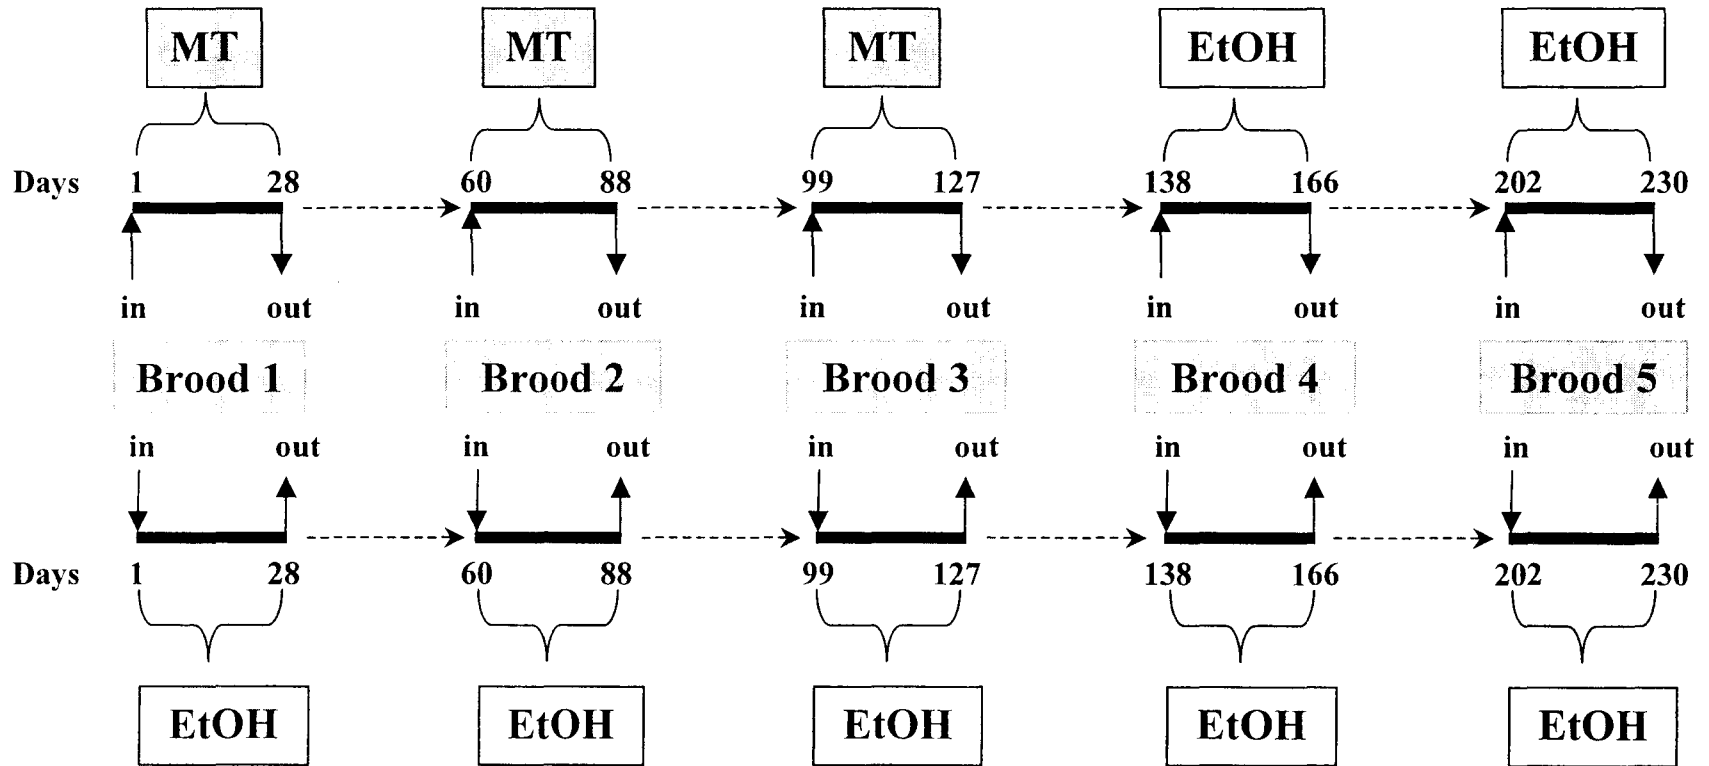 MT MT MT EtOH EtOH
Days 1 28 60 88 99 127 138 166 202 230
in out in out in out in out in out
Brood 1 Brood 2 Brood 3 Brood 4 Brood 5
in out in out in out in out in out
Days 1 28 60 88 99 127 138 166 202 230
EtOH EtOH EtOH EtOH EtOH